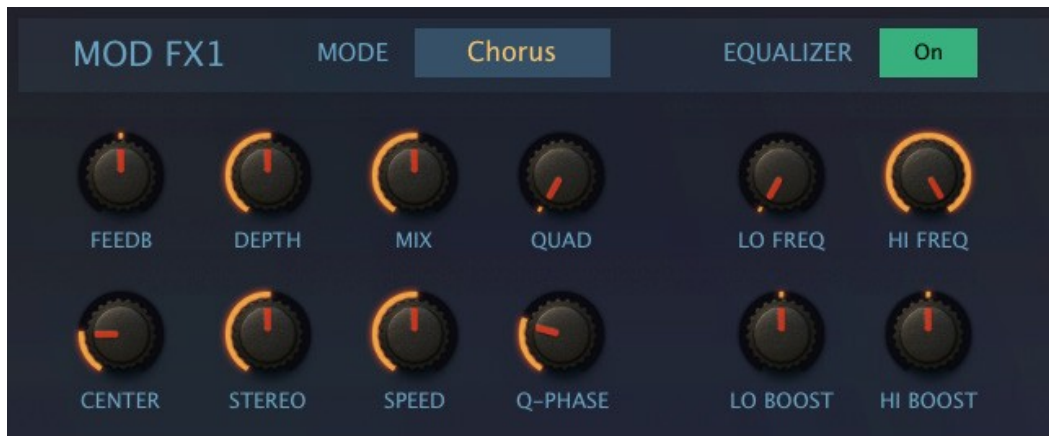 MOD FX1 MODE Chorus EQUALIZER On
FEEDB DEPTH MIX QUAD LO FREQ HI FREQ
CENTER STEREO SPEED Q-PHASE LO BOOST HI BOOST